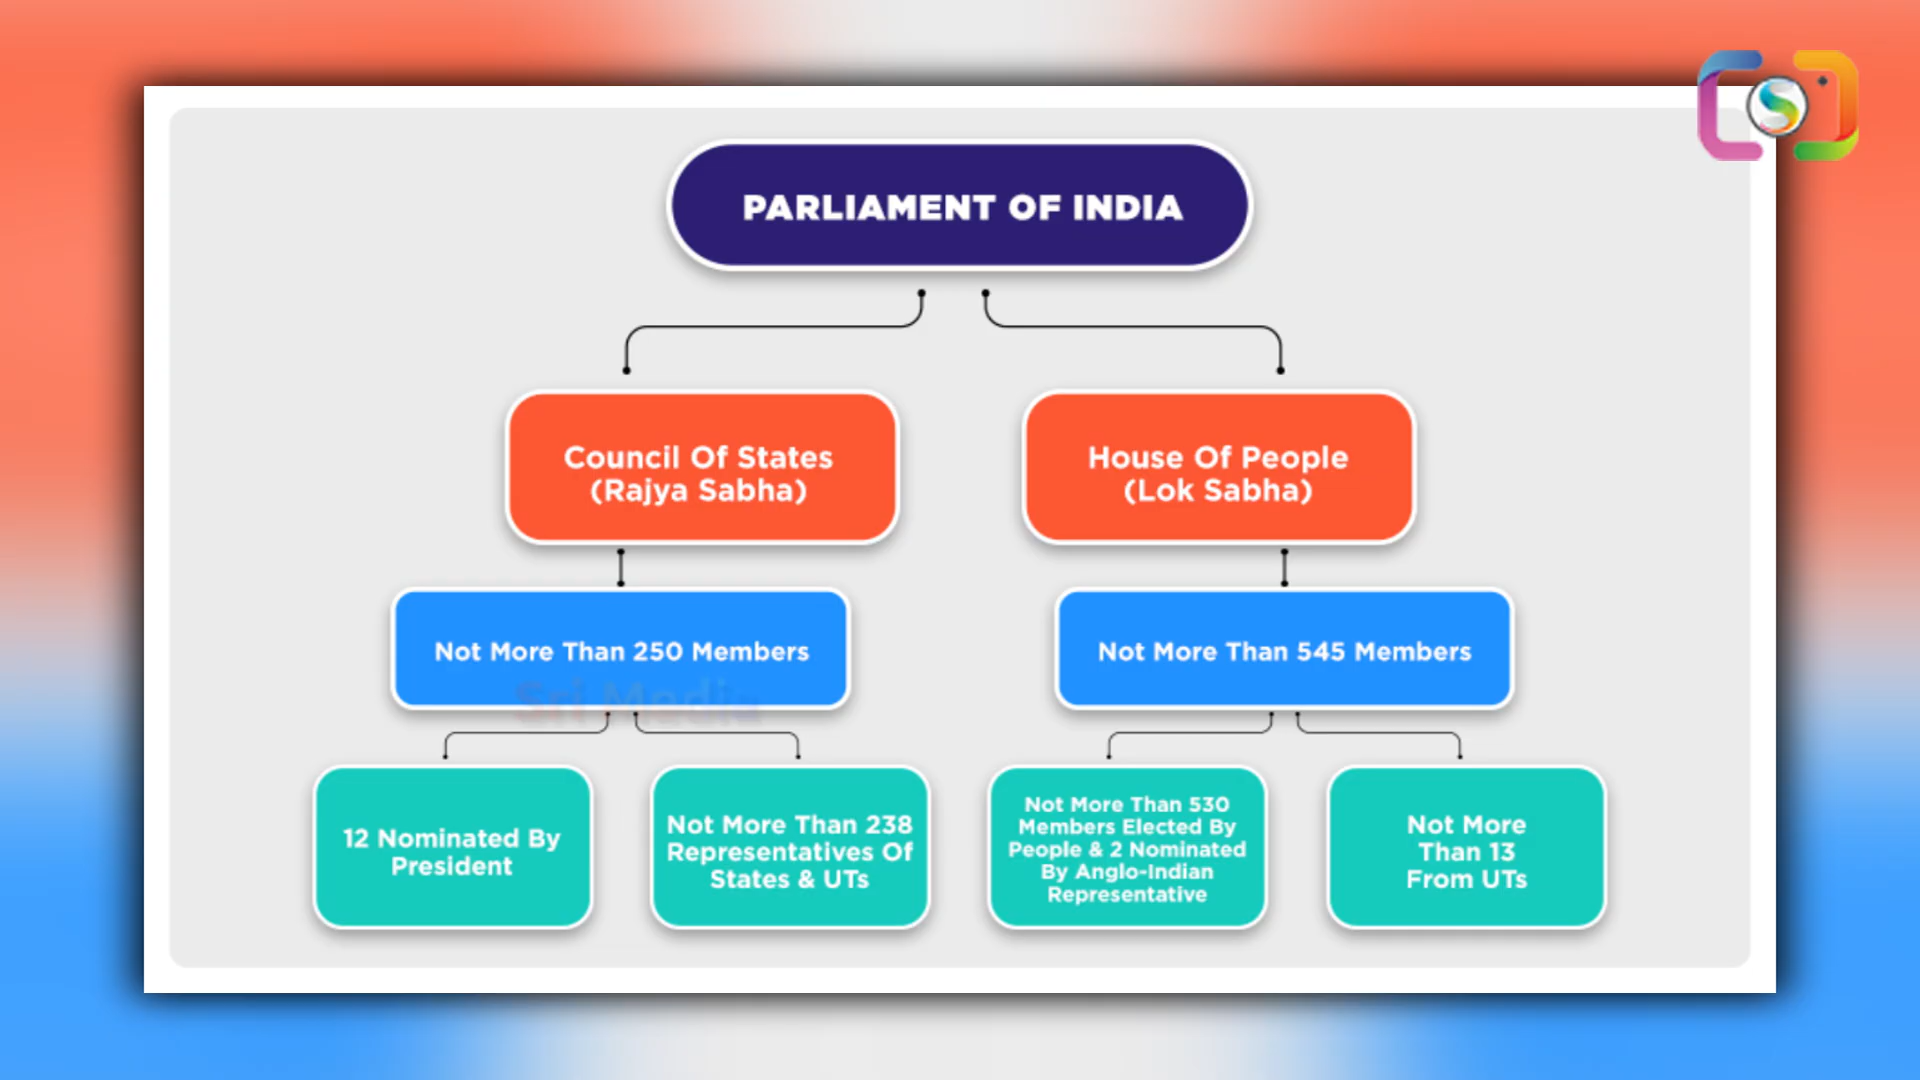 PARLIAMENT OF INDIA
Council Of States
(Rajya Sabha)
House Of People
(Lok Sabha)
Not More Than 250 Members
Not More Than 545 Members
Sri Media
12 Nominated By
President
Not More Than 238
Representatives Of
States & UTs
Not More Than 530
Members Elected By
People & 2 Nominated
By Anglo-Indian
Representative
Not More
Than 13
From UTs
S